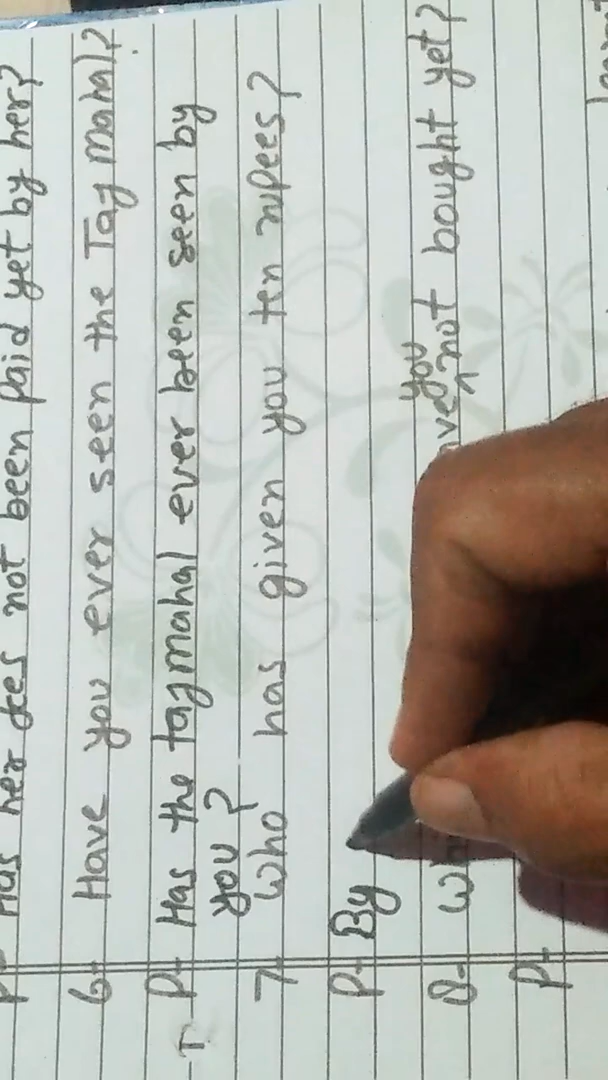 P- Has her fees not been paid yet by her?
6- Have you ever seen the Taj Mahal?
P- Has the tajmahal ever been seen by
you?
7- Who has given you ten rupees?
P- By
8- you
not bought yet?
P-